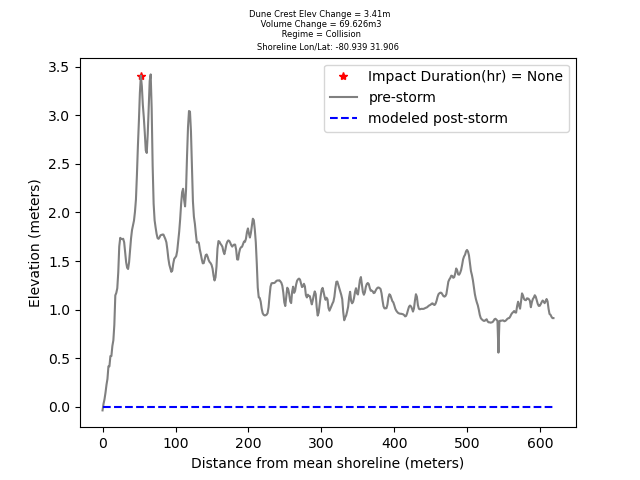 Dune Crest Elev Change = 3.41m
Volume Change = 69.626m3
Regime = Collision
Shoreline Lon/Lat: -80.939 31.906
Impact Duration(hr) = None
pre-storm
modeled post-storm
Elevation (meters)
3.5
3.0
2.5
2.0
1.5
1.0
0.5
0.0
0 100 200 300 400 500 600
Distance from mean shoreline (meters)